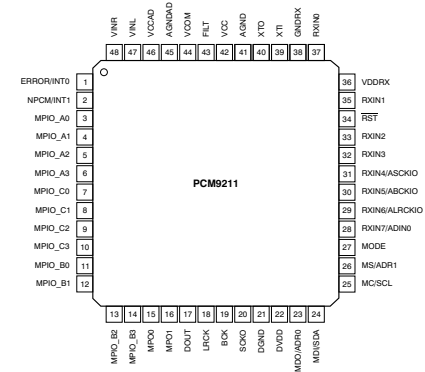 VINR
VINL
VCCAD
AGNDAD
VCOM
FILT
VCC
AGND
XTO
XTI
GNDRX
RXIN0
48 47 46 45 44 43 42 41 40 39 38 37
ERROR/INT0 1
NPCM/INT1 2
MPIO_A0 3
MPIO_A1 4
MPIO_A2 5
MPIO_A3 6
MPIO_C0 7
MPIO_C1 8
MPIO_C2 9
MPIO_C3 10
MPIO_B0 11
MPIO_B1 12
PCM9211
36 VDDRX
35 RXIN1
34 RST
33 RXIN2
32 RXIN3
31 RXIN4/ASCKIO
30 RXIN5/ABCKIO
29 RXIN6/ALRCKIO
28 RXIN7/ADIN0
27 MODE
26 MS/ADR1
25 MC/SCL
13 14 15 16 17 18 19 20 21 22 23 24
MPIO_B2
MPIO_B3
MPO0
MPO1
DOUT
LRCK
BCK
SCKO
DGND
DVDD
MDO/ADR0
MDI/SDA